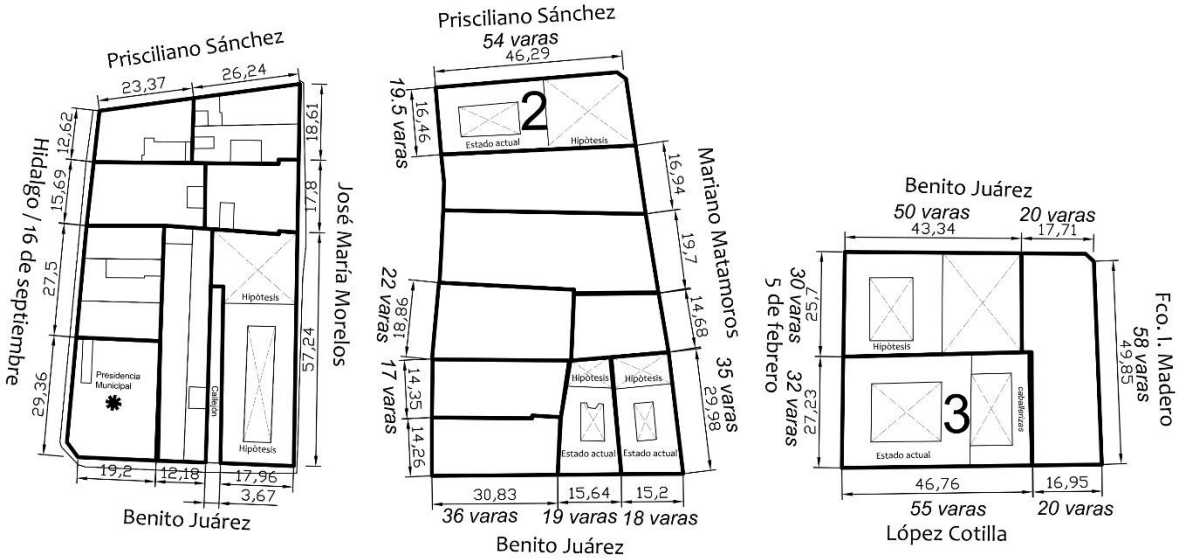 Prisciliano Sánchez
23,37
26,24
12,62
15,69
27,5
29,36
Hidalgo / 16 de septiembre
18,61
17,8
57,24
José María Morelos
Hipòtesis
Presidencia
Municipal
Callejón
Hipòtesis
19,2
12,18
17,96
3,67
Benito Juárez
Prisciliano Sánchez
54 varas
46,29
19.5 varas
16,46
2
Estado actual
Hipòtesis
16,94
19,7
14,68
Mariano Matamoros
22 varas
18,86
17 varas
14,35
14,26
35 varas
29,98
Hipòtesis
Hipòtesis
Estado actual
Estado actual
30,83
15,64
15,2
36 varas
19 varas
18 varas
Benito Juárez
Benito Juárez
50 varas
20 varas
43,34
17,71
5 de febrero
30 varas
25,7
32 varas
27,23
Hipòtesis
3
Estado actual
caballerizas
Fco. I. Madero
58 varas
49,85
46,76
16,95
55 varas
20 varas
López Cotilla